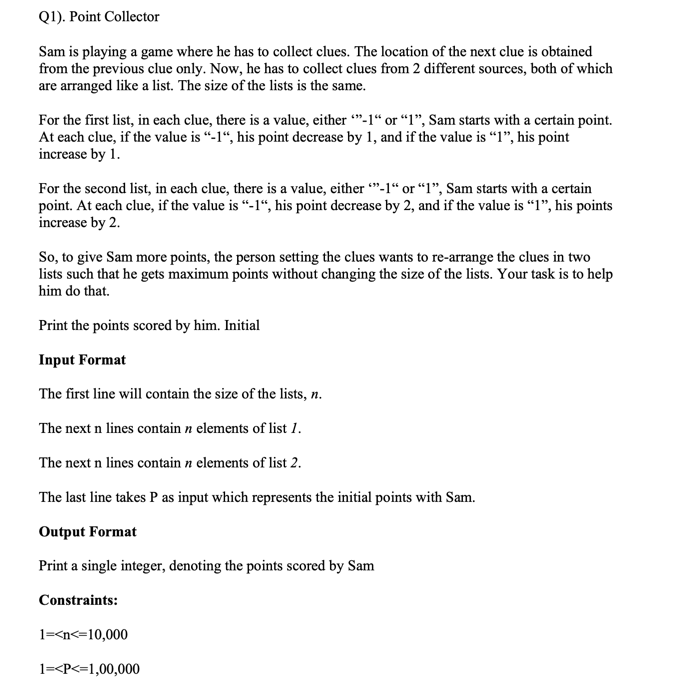 Q1). Point Collector
Sam is playing a game where he has to collect clues. The location of the next clue is obtained
from the previous clue only. Now, he has to collect clues from 2 different sources, both of which
are arranged like a list. The size of the lists is the same.
For the first list, in each clue, there is a value, either ‘”-1“ or “1”, Sam starts with a certain point.
At each clue, if the value is “-1“, his point decrease by 1, and if the value is “1”, his point
increase by 1.
For the second list, in each clue, there is a value, either ‘”-1“ or “1”, Sam starts with a certain
point. At each clue, if the value is “-1“, his point decrease by 2, and if the value is “1”, his points
increase by 2.
So, to give Sam more points, the person setting the clues wants to re-arrange the clues in two
lists such that he gets maximum points without changing the size of the lists. Your task is to help
him do that.
Print the points scored by him. Initial
Input Format
The first line will contain the size of the lists, n.
The next n lines contain n elements of list 1.
The next n lines contain n elements of list 2.
The last line takes P as input which represents the initial points with Sam.
Output Format
Print a single integer, denoting the points scored by Sam
Constraints:
1=<n<=10,000
1=<P<=1,00,000